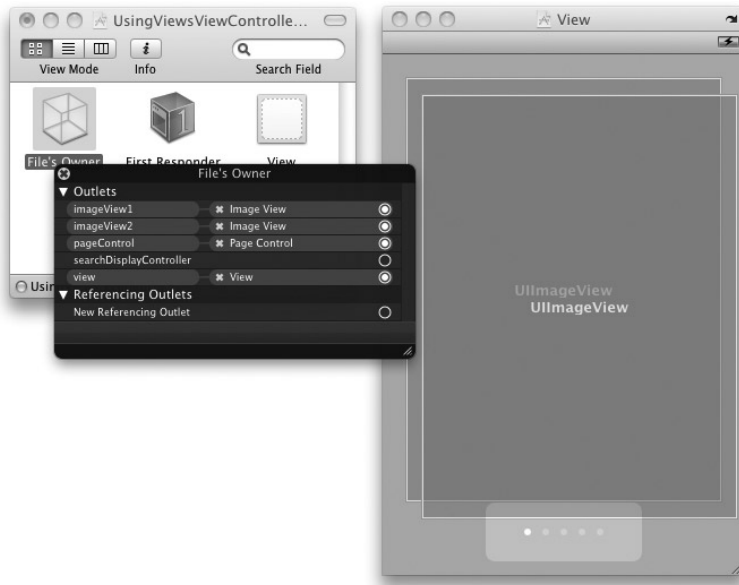 UsingViewsViewControlle...
View Mode
Info
Search Field
File's Owner
First Responder
View
File's Owner
Outlets
imageView1
Image View
imageView2
Image View
pageControl
Page Control
searchDisplayController
view
View
Referencing Outlets
New Referencing Outlet
View
UIImageView
UIImageView